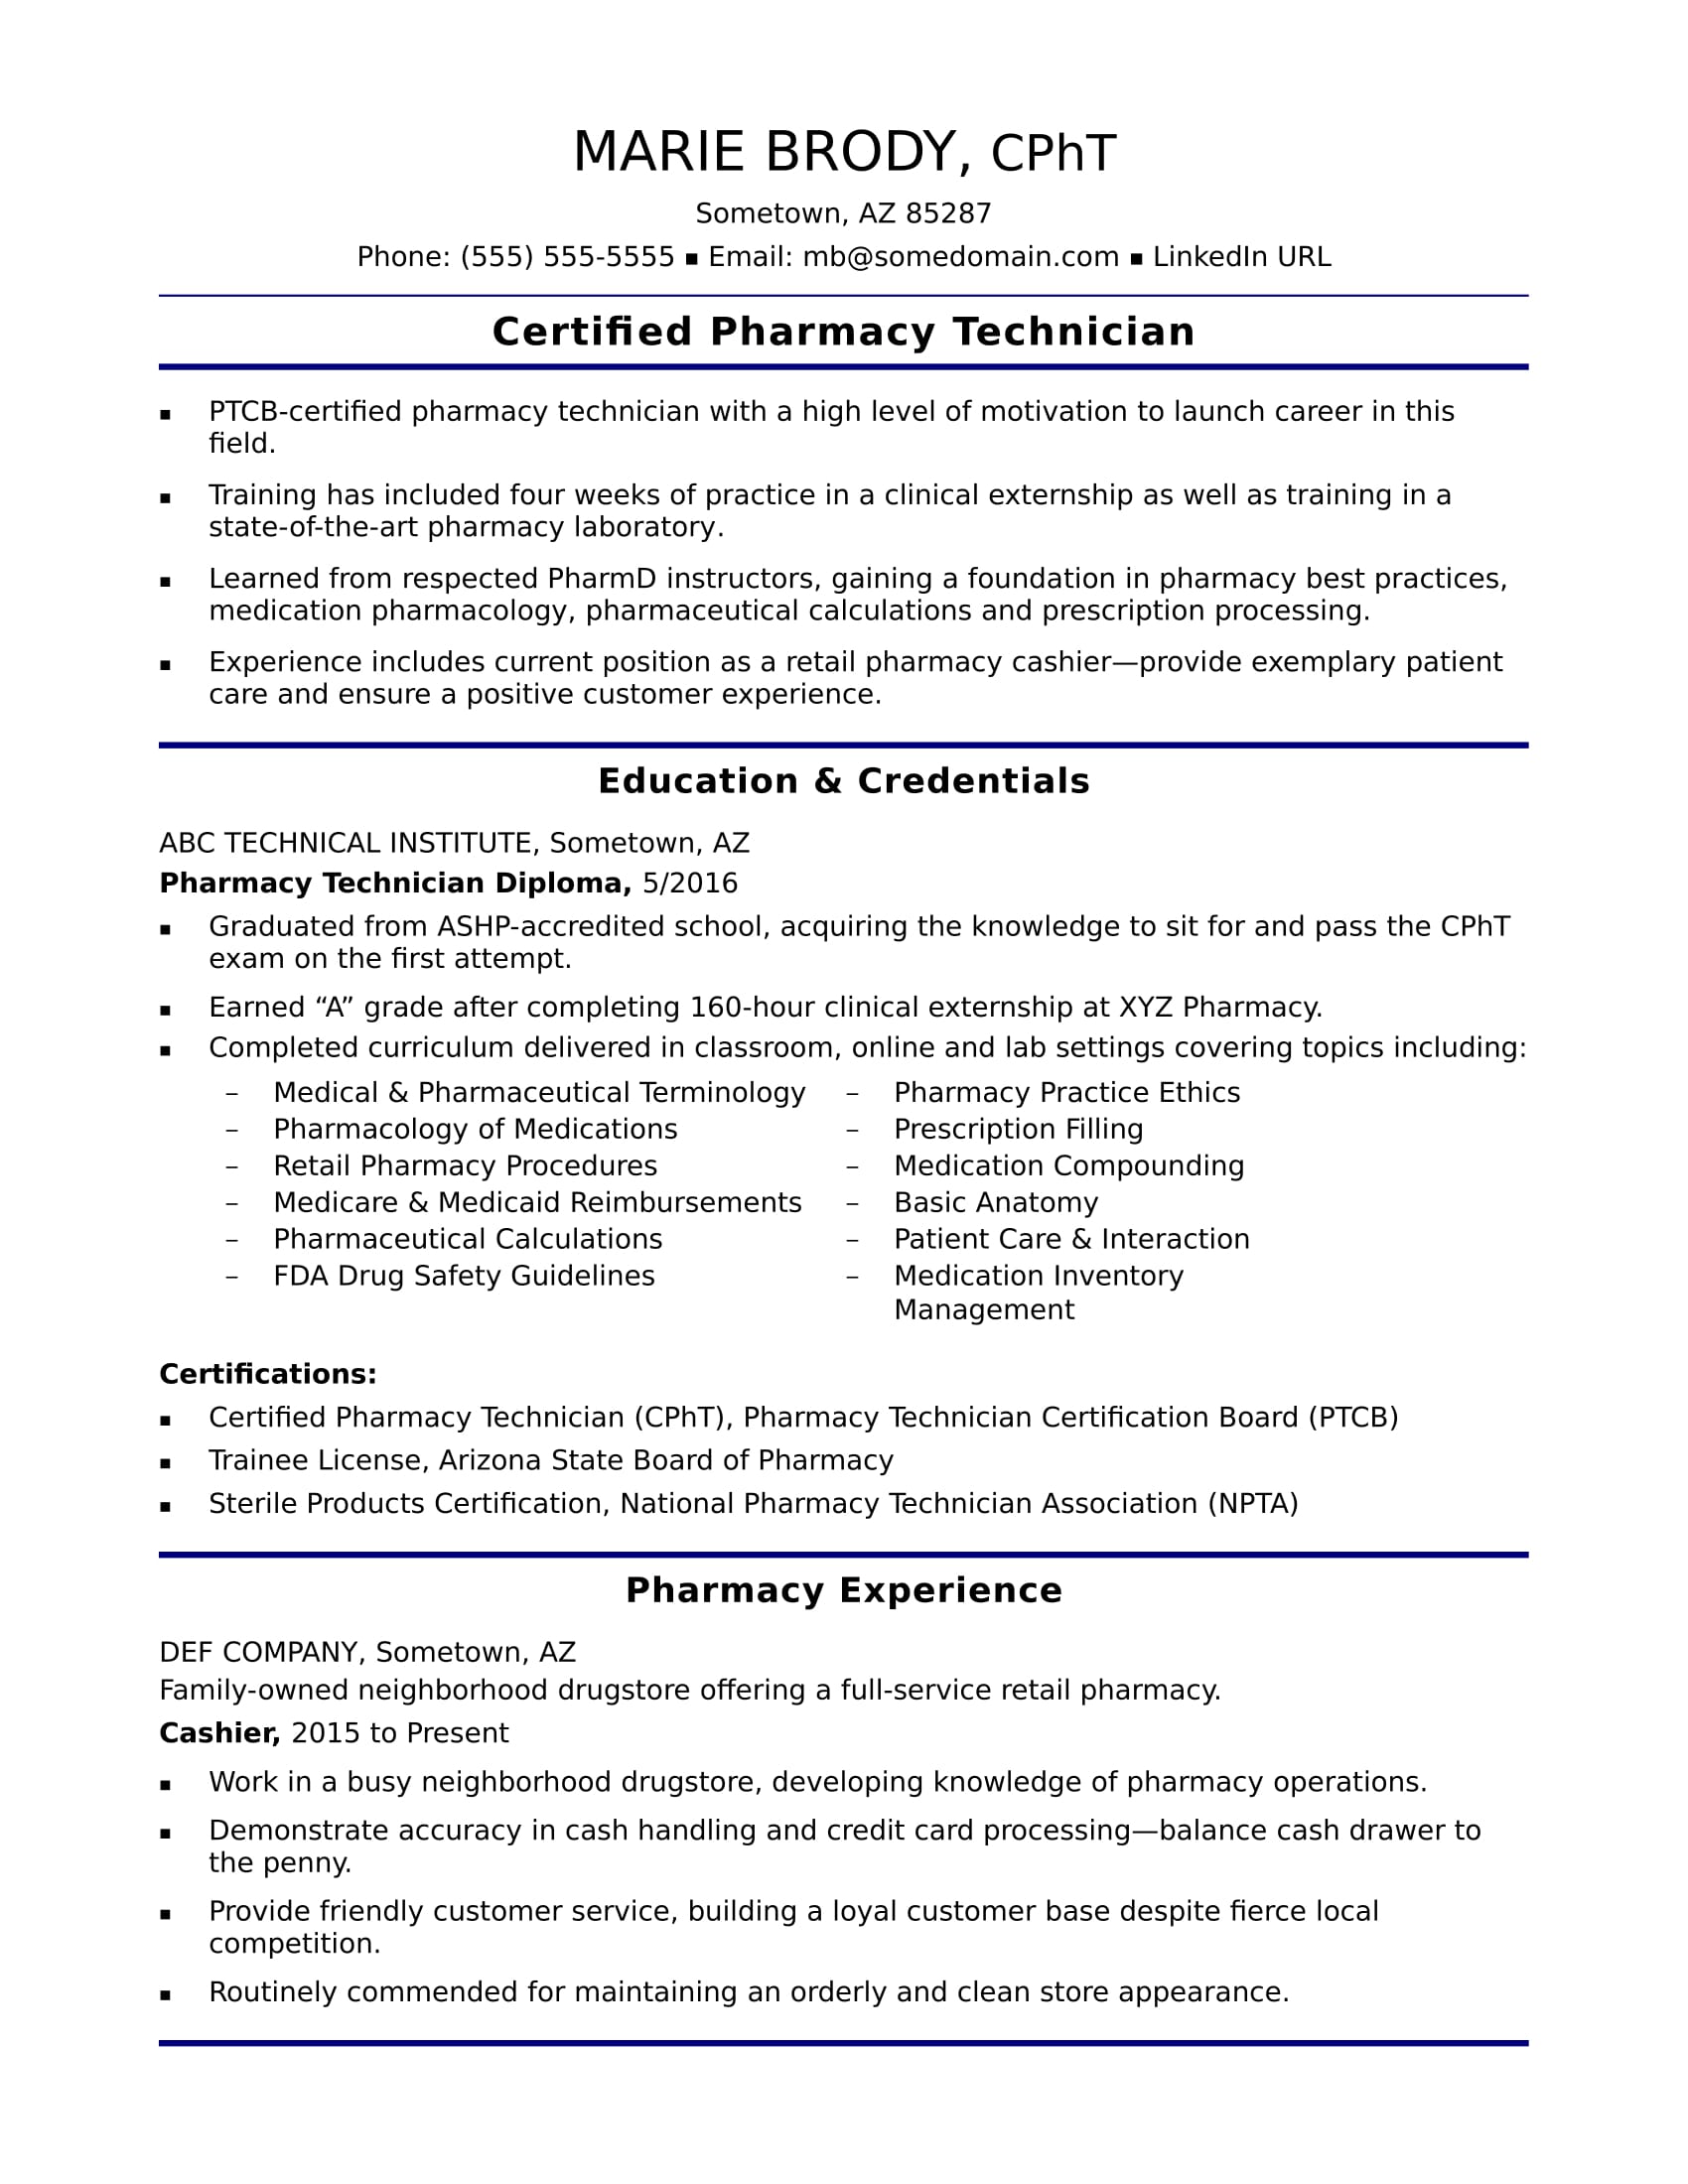 MARIE BRODY, CPhT
Sometown, AZ 85287
Phone: (555) 555-5555 ▪ Email: mb@somedomain.com ▪ LinkedIn URL
Certified Pharmacy Technician
▪ PTCB-certified pharmacy technician with a high level of motivation to launch career in this
field.
▪ Training has included four weeks of practice in a clinical externship as well as training in a
state-of-the-art pharmacy laboratory.
▪ Learned from respected PharmD instructors, gaining a foundation in pharmacy best practices,
medication pharmacology, pharmaceutical calculations and prescription processing.
▪ Experience includes current position as a retail pharmacy cashier—provide exemplary patient
care and ensure a positive customer experience.
Education & Credentials
ABC TECHNICAL INSTITUTE, Sometown, AZ
Pharmacy Technician Diploma, 5/2016
▪ Graduated from ASHP-accredited school, acquiring the knowledge to sit for and pass the CPhT
exam on the first attempt.
▪ Earned “A” grade after completing 160-hour clinical externship at XYZ Pharmacy.
▪ Completed curriculum delivered in classroom, online and lab settings covering topics including:
– Medical & Pharmaceutical Terminology
– Pharmacology of Medications
– Retail Pharmacy Procedures
– Medicare & Medicaid Reimbursements
– Pharmaceutical Calculations
– FDA Drug Safety Guidelines
– Pharmacy Practice Ethics
– Prescription Filling
– Medication Compounding
– Basic Anatomy
– Patient Care & Interaction
– Medication Inventory
Management
Certifications:
▪ Certified Pharmacy Technician (CPhT), Pharmacy Technician Certification Board (PTCB)
▪ Trainee License, Arizona State Board of Pharmacy
▪ Sterile Products Certification, National Pharmacy Technician Association (NPTA)
Pharmacy Experience
DEF COMPANY, Sometown, AZ
Family-owned neighborhood drugstore offering a full-service retail pharmacy.
Cashier, 2015 to Present
▪ Work in a busy neighborhood drugstore, developing knowledge of pharmacy operations.
▪ Demonstrate accuracy in cash handling and credit card processing—balance cash drawer to
the penny.
▪ Provide friendly customer service, building a loyal customer base despite fierce local
competition.
▪ Routinely commended for maintaining an orderly and clean store appearance.